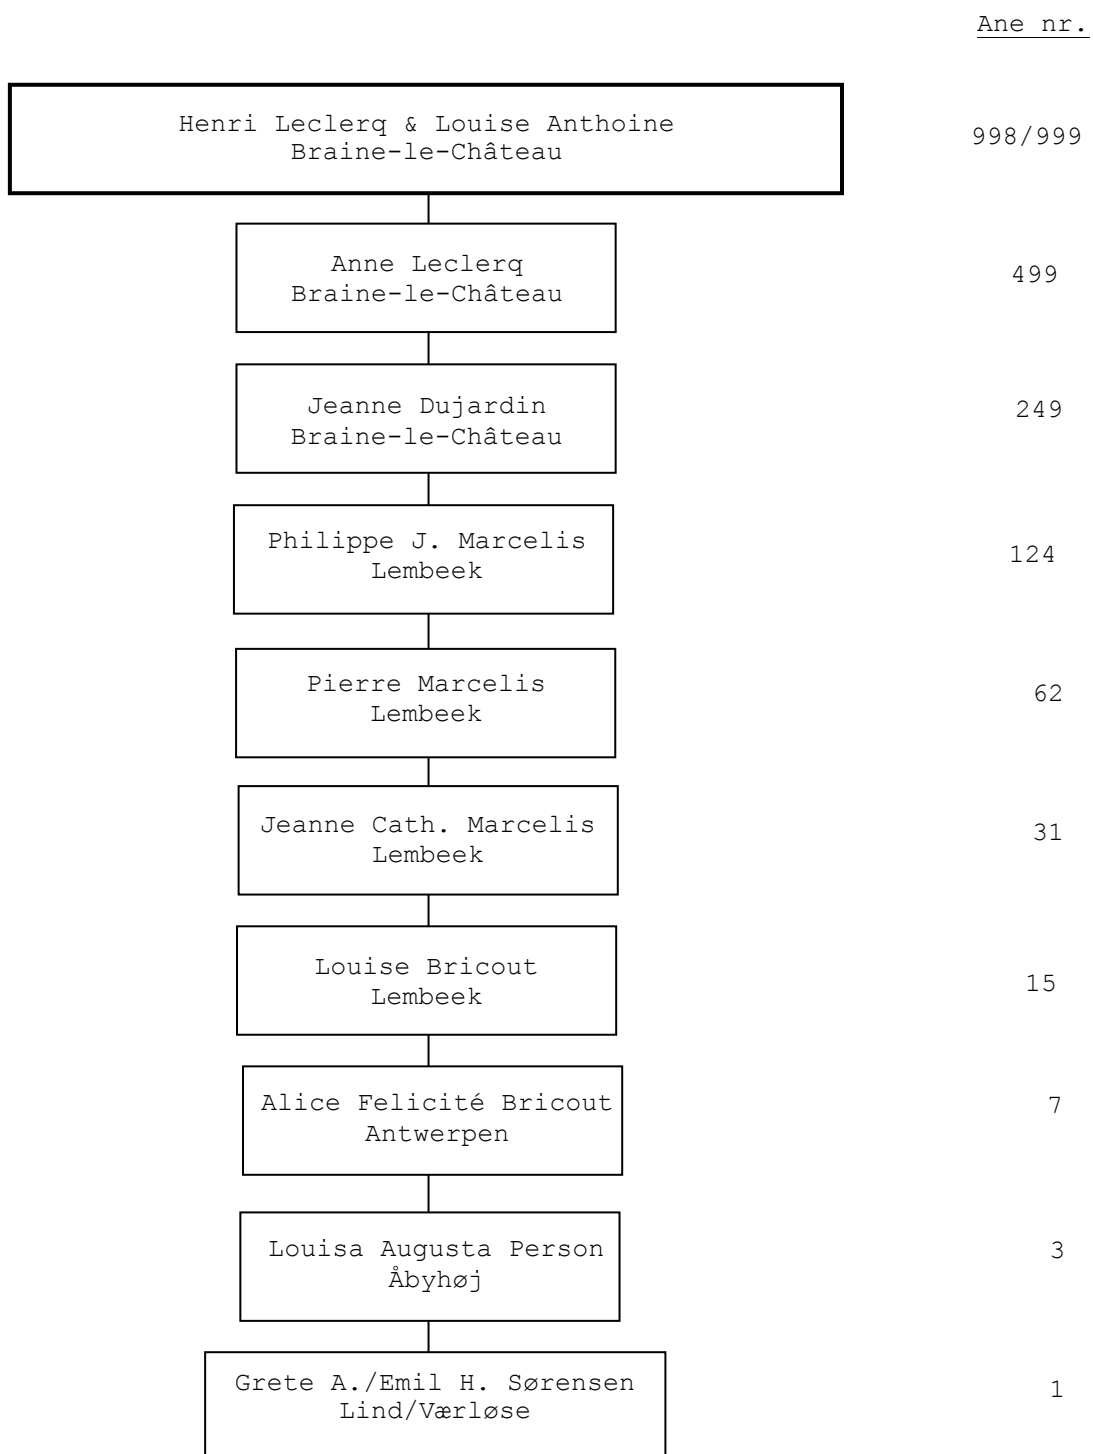 Ane nr.
Henri Leclerq & Louise Anthoine
Braine-le-Château
998/999
Anne Leclerq
Braine-le-Château
499
Jeanne Dujardin
Braine-le-Château
249
Philippe J. Marcelis
Lembeek
124
Pierre Marcelis
Lembeek
62
Jeanne Cath. Marcelis
Lembeek
31
Louise Bricout
Lembeek
15
Alice Felicité Bricout
Antwerpen
7
Louisa Augusta Person
Åbyhøj
3
Grete A./Emil H. Sørensen
Lind/Værløse
1